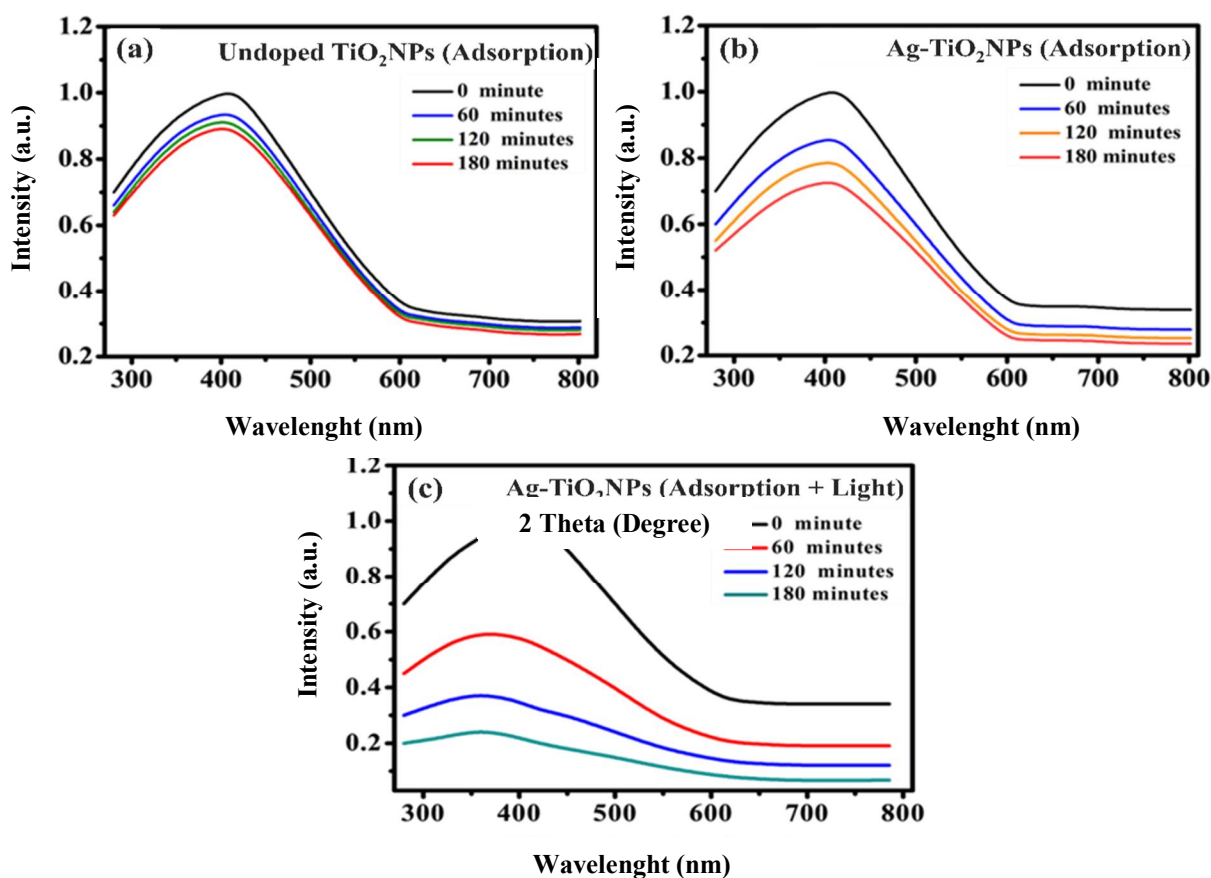 (a) Undoped TiO₂NPs (Adsorption)
0 minute
60 minutes
120 minutes
180 minutes
Intensity (a.u.)
1.2
1.0
0.8
0.6
0.4
0.2
300 400 500 600 700 800
Wavelenght (nm)
(b) Ag-TiO₂NPs (Adsorption)
0 minute
60 minutes
120 minutes
180 minutes
Intensity (a.u.)
1.2
1.0
0.8
0.6
0.4
0.2
300 400 500 600 700 800
Wavelenght (nm)
(c) Ag-TiO₂NPs (Adsorption + Light)
2 Theta (Degree)
0 minute
60 minutes
120 minutes
180 minutes
Intensity (a.u.)
1.2
1.0
0.8
0.6
0.4
0.2
300 400 500 600 700 800
Wavelenght (nm)